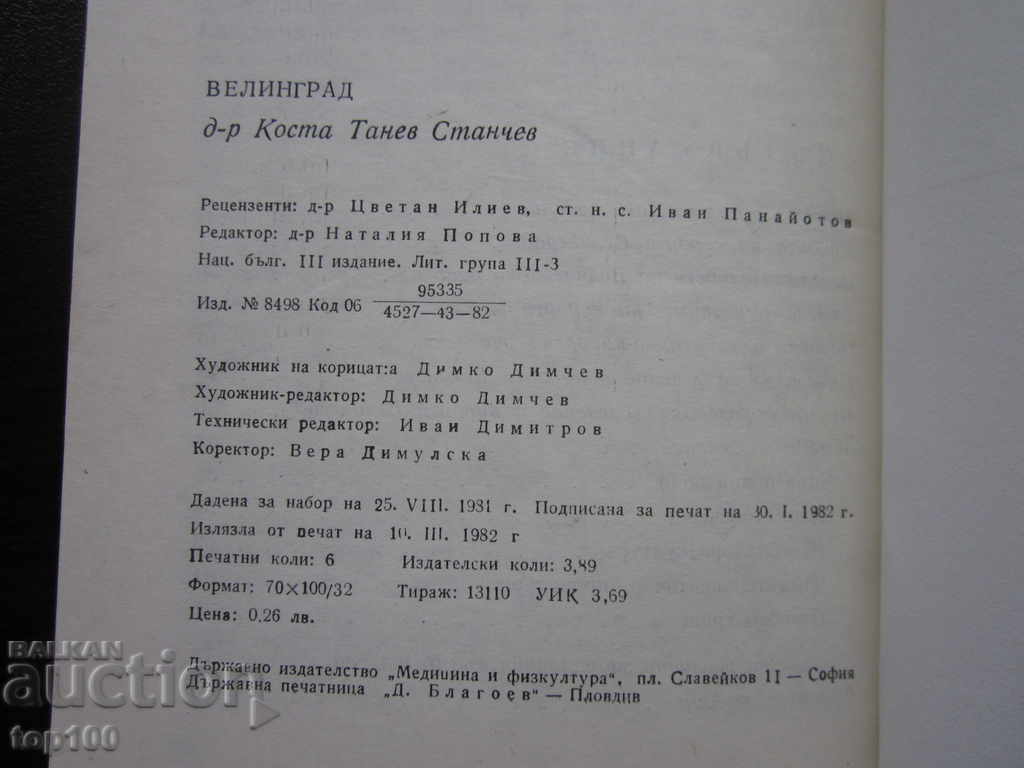 ВЕЛИНГРАД
д-р Коста Танев Станчев
Рецензенти: д-р Цветан Илиев, ст. н. с. Иван Панайотов
Редактор: д-р Наталия Попова
Нац. бълг. III издание. Лит. група III-3
Изд. № 8498 Код 06 95335
4527—43—82
Художник на корицат:а Димко Димчев
Художник-редактор: Димко Димчев
Технически редактор: Иван Димитров
Коректор: Вера Димулска
Дадена за набор на 25. VIII. 1981 г. Подписана за печат на 30. I. 1982 г.
Излязла от печат на 10. III. 1982 г
Печатни коли: 6 Издателски коли: 3,89
Формат: 70×100/32 Тираж: 13110 УИК 3,69
Цена: 0.26 лв.
Държавно издателство „Медицина и физкултура", пл. Славейков 11 — София
Държавна печатница „Д. Благоев" — Пловдив
BALKAN
auction
top100